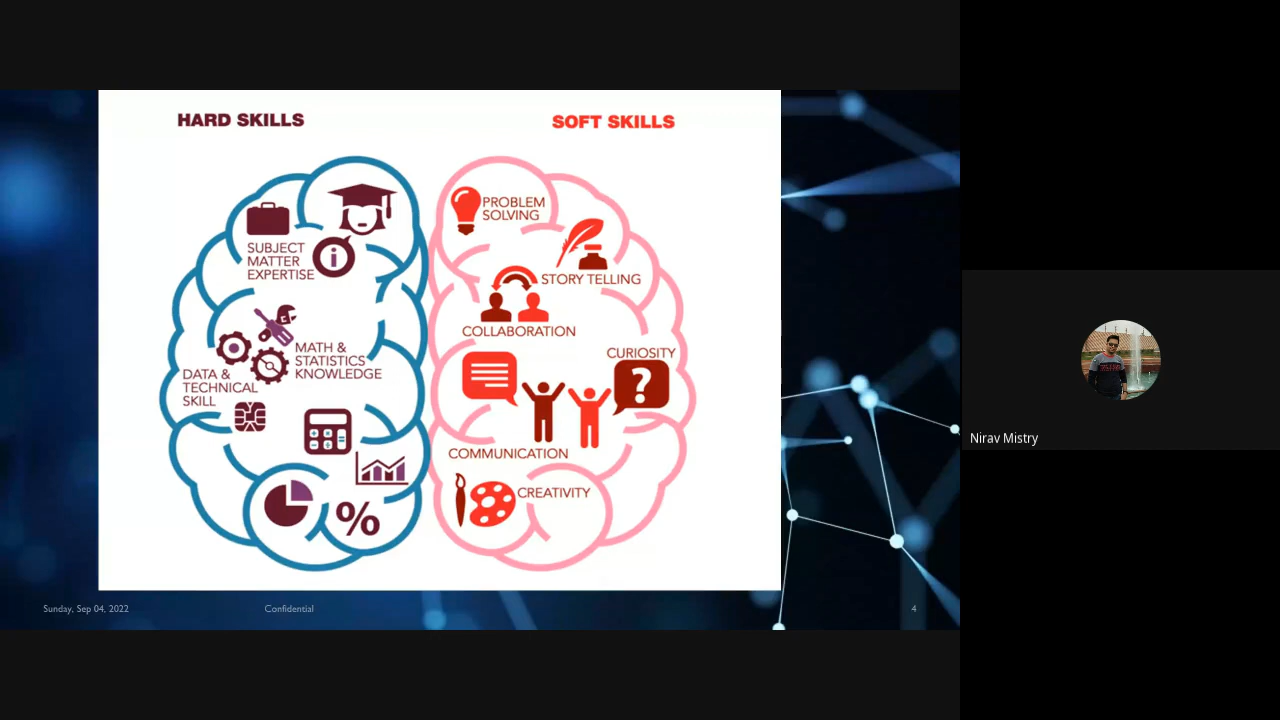 HARD SKILLS
SOFT SKILLS
SUBJECT
MATTER
EXPERTISE
i
MATH &
STATISTICS
KNOWLEDGE
DATA &
TECHNICAL
SKILL
%
PROBLEM
SOLVING
STORY TELLING
COLLABORATION
CURIOSITY
?
COMMUNICATION
CREATIVITY
Sunday, Sep 04, 2022
Confidential
4
Nirav Mistry